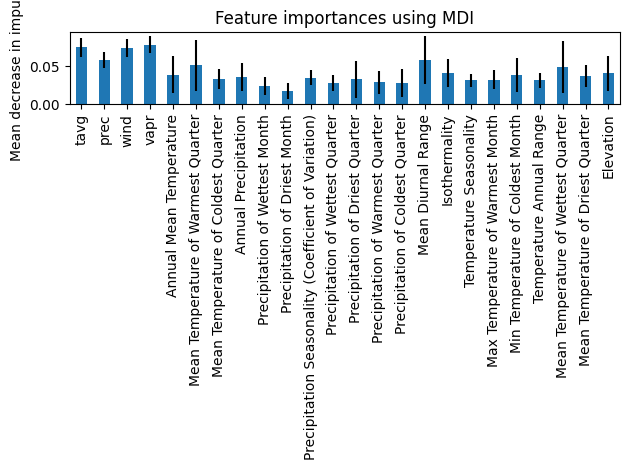 Feature importances using MDI
Mean decrease in impu
0.05
0.00
tavg
prec
wind
vapr
Annual Mean Temperature
Mean Temperature of Warmest Quarter
Mean Temperature of Coldest Quarter
Annual Precipitation
Precipitation of Wettest Month
Precipitation of Driest Month
Precipitation Seasonality (Coefficient of Variation)
Precipitation of Wettest Quarter
Precipitation of Driest Quarter
Precipitation of Warmest Quarter
Precipitation of Coldest Quarter
Mean Diurnal Range
Isothermality
Temperature Seasonality
Max Temperature of Warmest Month
Min Temperature of Coldest Month
Temperature Annual Range
Mean Temperature of Wettest Quarter
Mean Temperature of Driest Quarter
Elevation